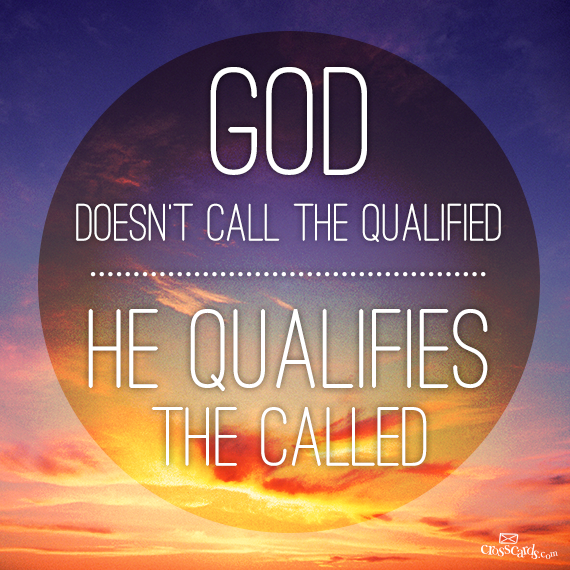 GOD
DOESN'T CALL THE QUALIFIED
HE QUALIFIES
THE CALLED
crosscards.com